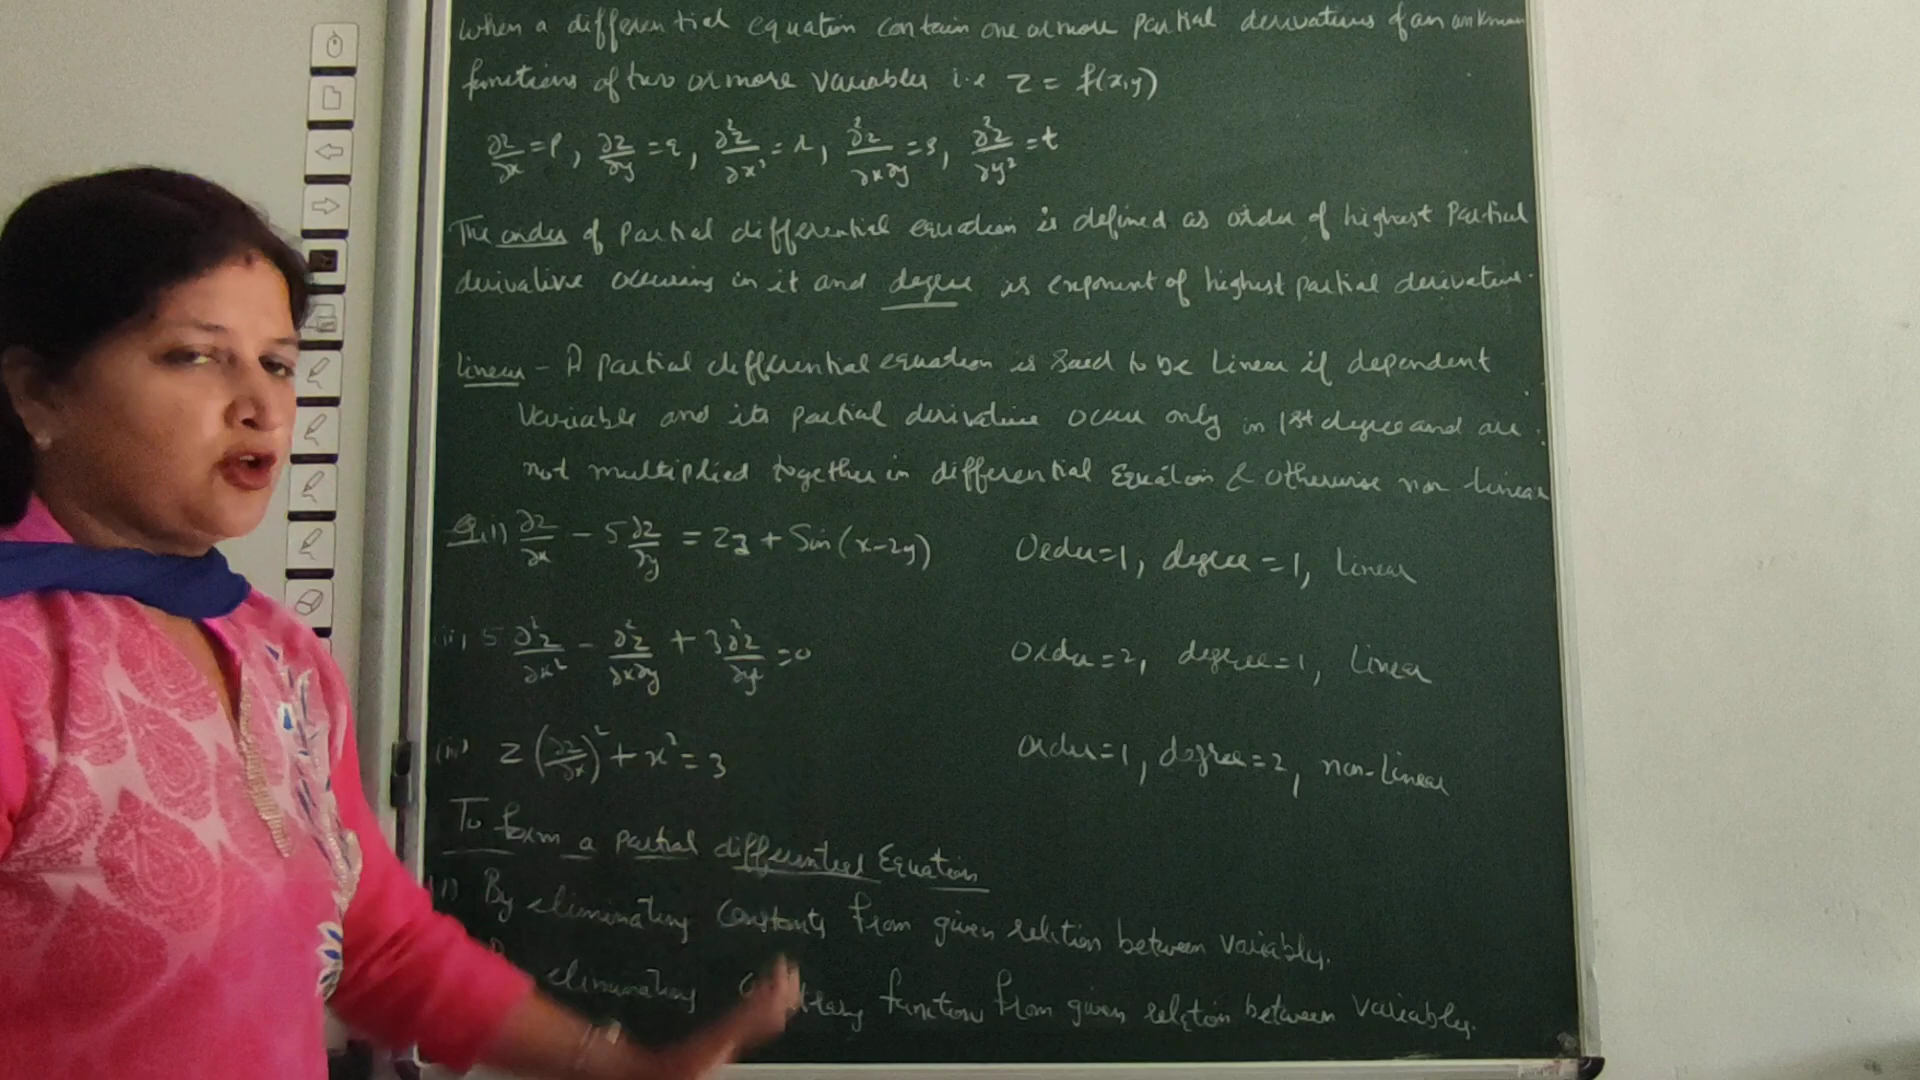 When a differential equation contain one or more partial derivatives of an unknown
functions of two or more variables i.e z = f(x,y)
∂z/∂x = p, ∂z/∂y = q, ∂²z/∂x² = r, ∂²z/∂x∂y = s, ∂²z/∂y² = t
The order of partial differential equation is defined as order of highest Partial
derivative occuring in it and degree is exponent of highest partial derivative.
Linear - A partial differential equation is said to be Linear if dependent
Variable and its partial derivative occur only in 1st degree and are
not multiplied together in differential Equation & otherwise non linear
Eg. i) ∂z/∂x - 5 ∂z/∂y = 2z + Sin(x-2y) Order=1, degree=1, Linear
ii) 5 ∂²z/∂x² - ∂²z/∂x∂y + 3 ∂²z/∂y² = 0 Order=2, degree=1, Linear
(iii) z (∂z/∂x)² + x² = 3 order=1, degree=2, non-Linear
To form a partial differential Equation
(1) By eliminating Constants from given relation between variables.
eliminating function from given relation between variables.